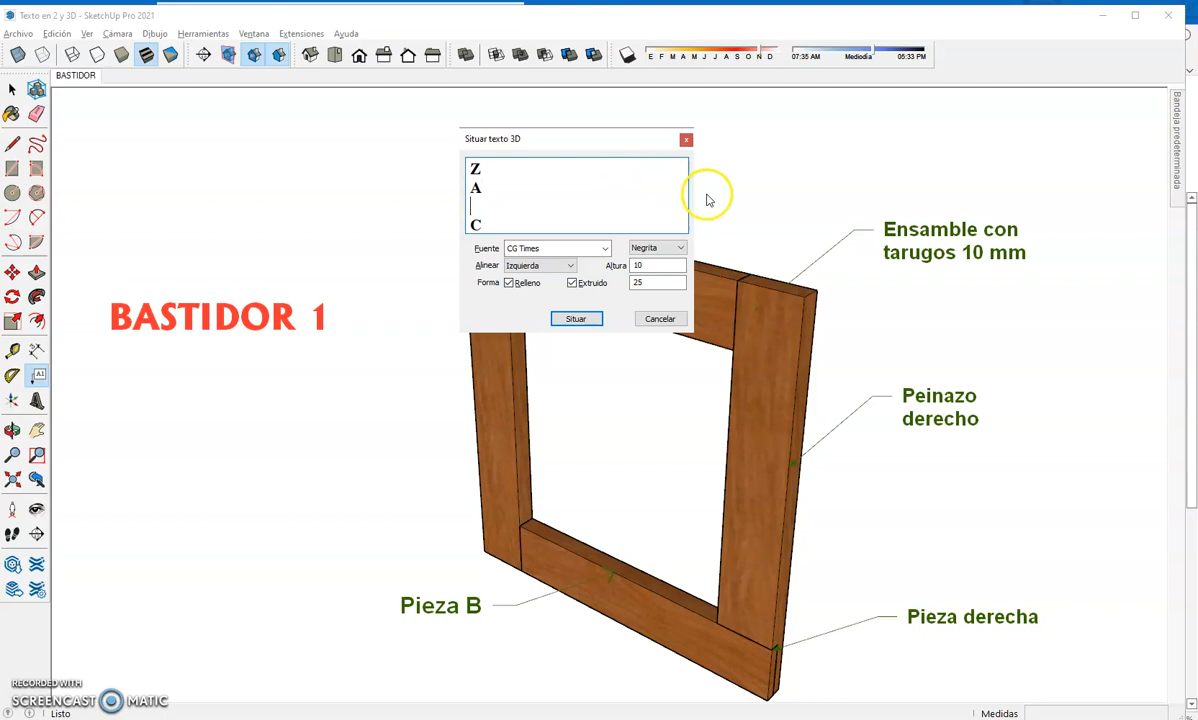 Texto en 2 y 3D - SketchUp Pro 2021
Archivo Edición Ver Cámara Dibujo Herramientas Ventana Extensiones Ayuda
E F M A M J J A S O N D
07:35 AM Mediodía 05:33 PM
BASTIDOR
Bandeja predeterminada
Situar texto 3D
x
Z
A
C
Fuente CG Times Negrita
Alinear Izquierda Altura 10
Forma Relleno Extruido 25
Situar Cancelar
Ensamble con
tarugos 10 mm
BASTIDOR 1
Peinazo
derecho
Pieza B
Pieza derecha
RECORDED WITH
SCREENCAST MATIC
Listo
Medidas